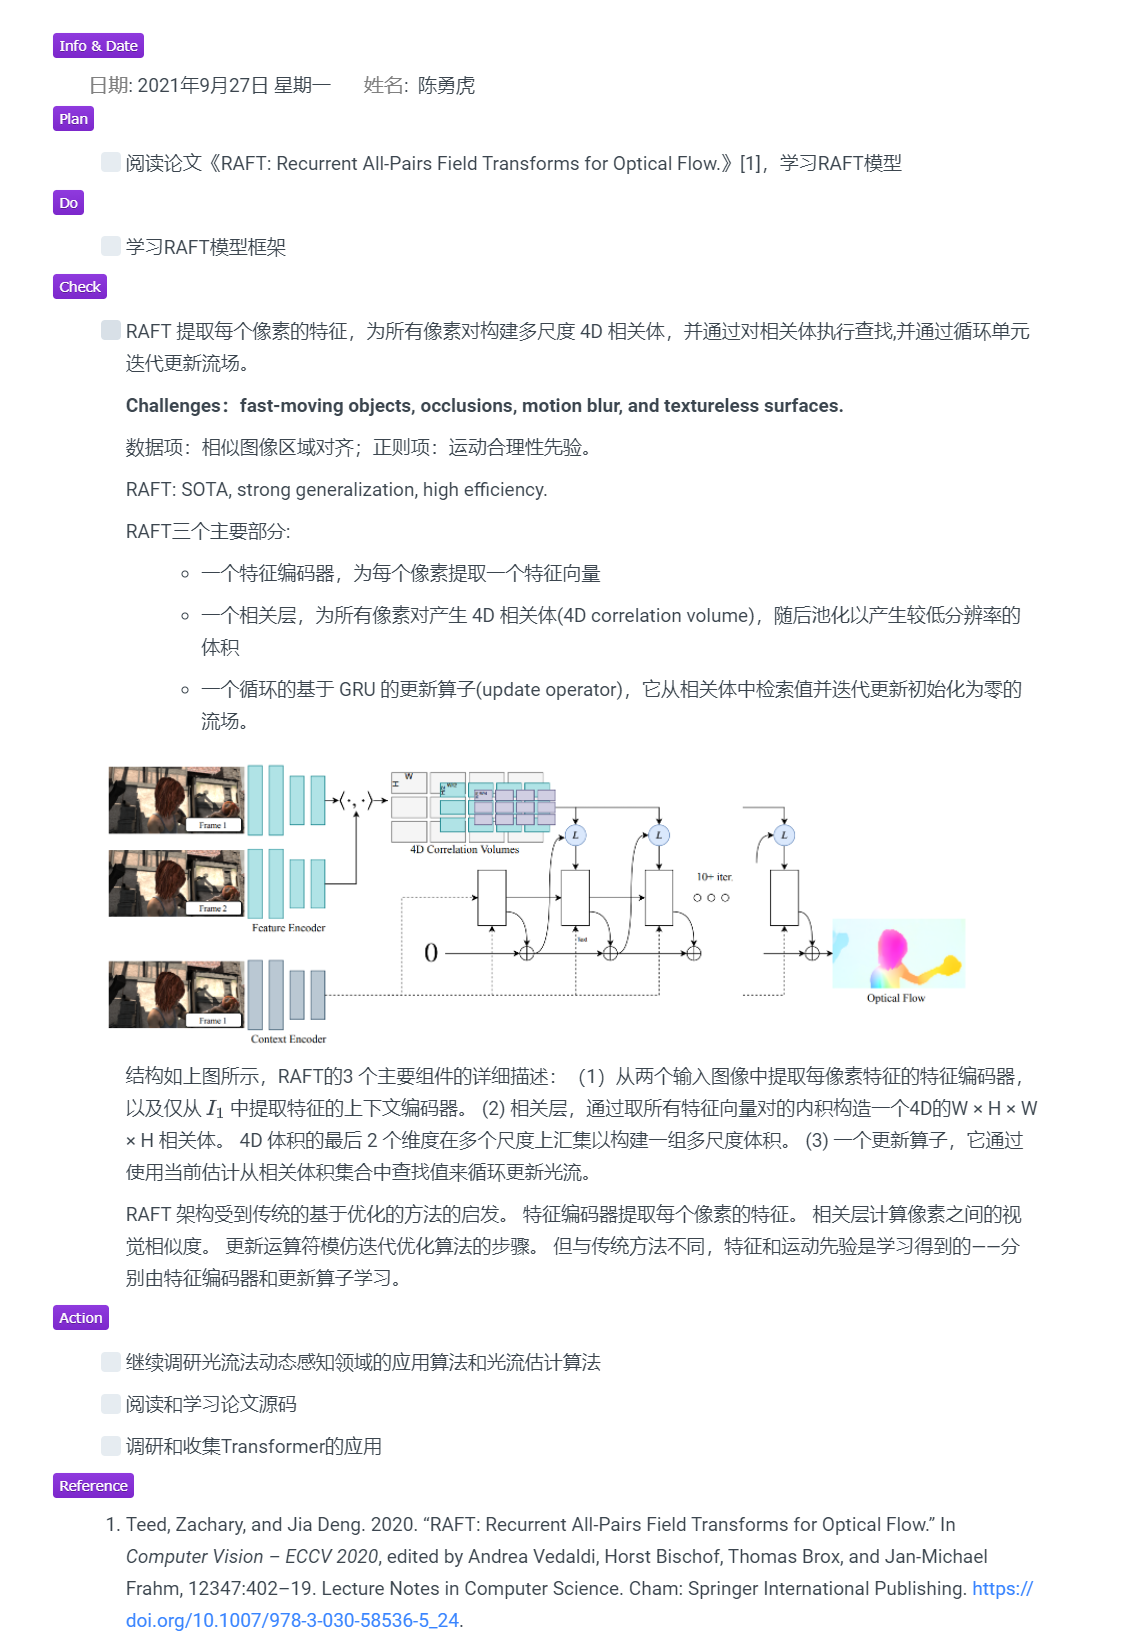 Info & Date
日期: 2021年9月27日 星期一 姓名: 陈勇虎
Plan
阅读论文《RAFT: Recurrent All-Pairs Field Transforms for Optical Flow.》[1]，学习RAFT模型
Do
学习RAFT模型框架
Check
RAFT 提取每个像素的特征，为所有像素对构建多尺度 4D 相关体，并通过对相关体执行查找,并通过循环单元
迭代更新流场。
Challenges：fast-moving objects, occlusions, motion blur, and textureless surfaces.
数据项：相似图像区域对齐；正则项：运动合理性先验。
RAFT: SOTA, strong generalization, high efficiency.
RAFT三个主要部分:
一个特征编码器，为每个像素提取一个特征向量
一个相关层，为所有像素对产生 4D 相关体(4D correlation volume)，随后池化以产生较低分辨率的
体积
一个循环的基于 GRU 的更新算子(update operator)，它从相关体中检索值并迭代更新初始化为零的
流场。
Frame 1
⟨·, ·⟩
W
H
4D Correlation Volumes
L
L
L
10+ iter.
Frame 2
Feature Encoder
0
Optical Flow
Frame 1
Context Encoder
结构如上图所示，RAFT的3 个主要组件的详细描述：（1）从两个输入图像中提取每像素特征的特征编码器，
以及仅从 I₁ 中提取特征的上下文编码器。 (2) 相关层，通过取所有特征向量对的内积构造一个4D的W × H × W
× H 相关体。 4D 体积的最后 2 个维度在多个尺度上汇集以构建一组多尺度体积。 (3) 一个更新算子，它通过
使用当前估计从相关体积集合中查找值来循环更新光流。
RAFT 架构受到传统的基于优化的方法的启发。 特征编码器提取每个像素的特征。 相关层计算像素之间的视
觉相似度。 更新运算符模仿迭代优化算法的步骤。 但与传统方法不同，特征和运动先验是学习得到的——分
别由特征编码器和更新算子学习。
Action
继续调研光流法动态感知领域的应用算法和光流估计算法
阅读和学习论文源码
调研和收集Transformer的应用
Reference
1. Teed, Zachary, and Jia Deng. 2020. “RAFT: Recurrent All-Pairs Field Transforms for Optical Flow.” In
Computer Vision – ECCV 2020, edited by Andrea Vedaldi, Horst Bischof, Thomas Brox, and Jan-Michael
Frahm, 12347:402–19. Lecture Notes in Computer Science. Cham: Springer International Publishing. https://
doi.org/10.1007/978-3-030-58536-5_24.